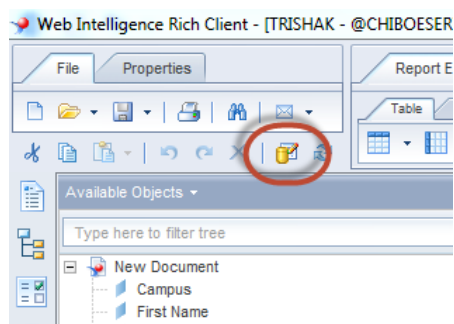 Web Intelligence Rich Client - [TRISHAK - @CHIBOESER
File Properties
Report E
Table
Available Objects
Type here to filter tree
New Document
Campus
First Name